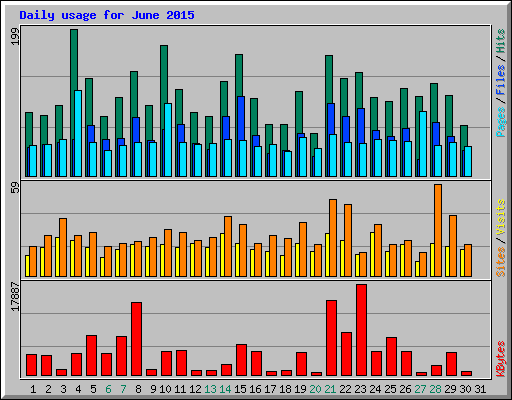 Daily usage for June 2015
199
59
17887
Pages / Files / Hits
Sites / Visits
KBytes
1 2 3 4 5 6 7 8 9 10 11 12 13 14 15 16 17 18 19 20 21 22 23 24 25 26 27 28 29 30 31